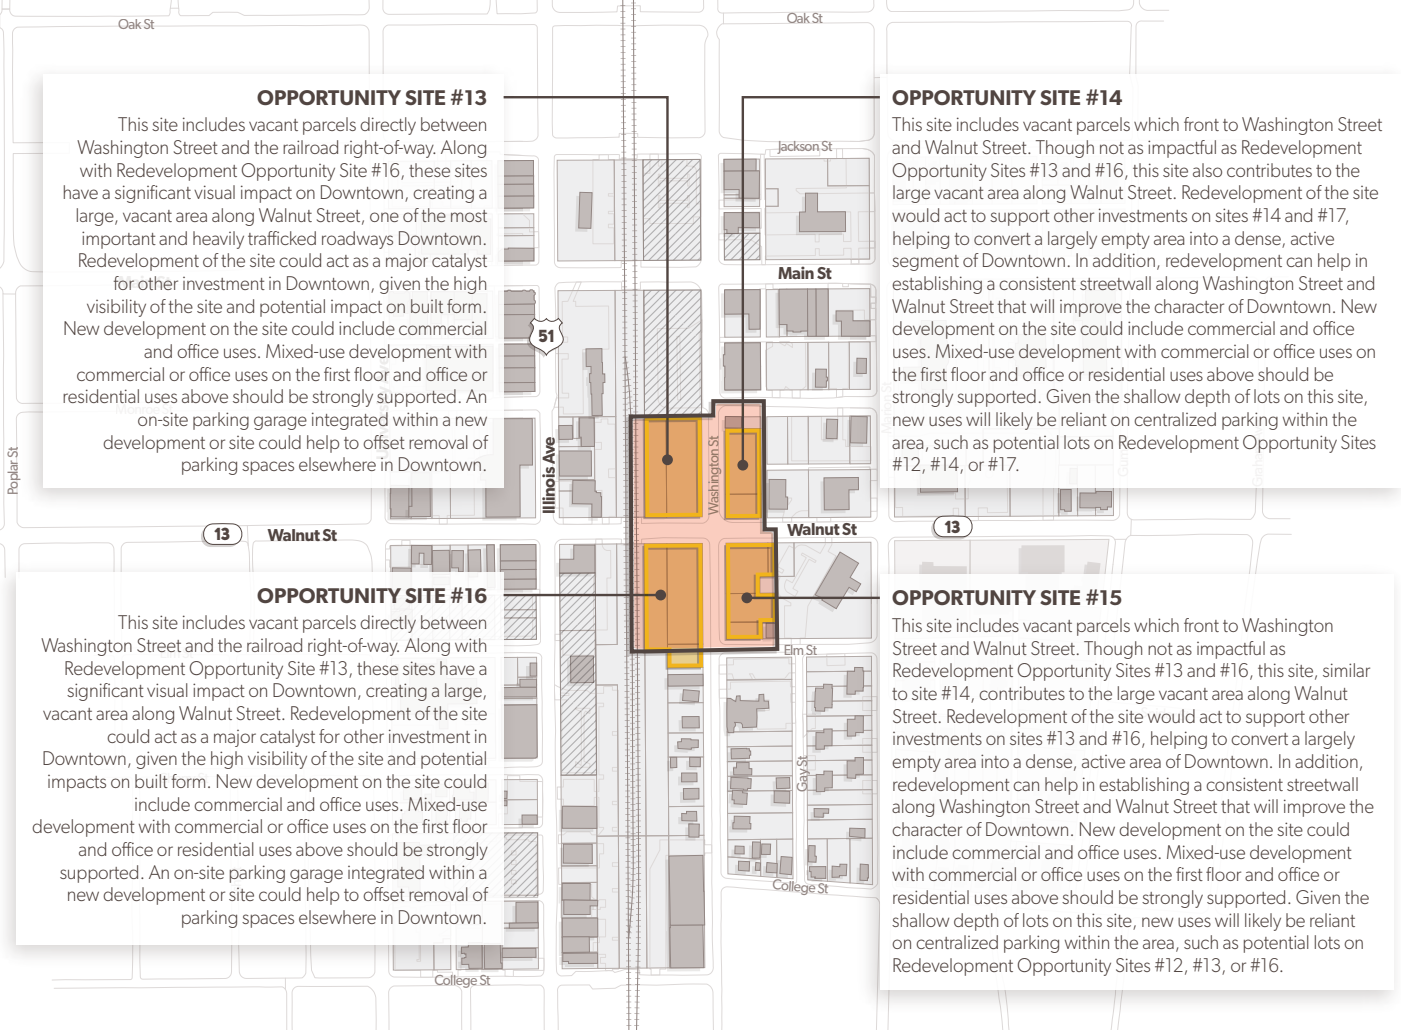 Oak St
Oak St
OPPORTUNITY SITE #13
This site includes vacant parcels directly between
Washington Street and the railroad right-of-way. Along
with Redevelopment Opportunity Site #16, these sites
have a significant visual impact on Downtown, creating a
large, vacant area along Walnut Street, one of the most
important and heavily trafficked roadways Downtown.
Redevelopment of the site could act as a major catalyst
for other investment in Downtown, given the high
visibility of the site and potential impact on built form.
New development on the site could include commercial
and office uses. Mixed-use development with
commercial or office uses on the first floor and office or
residential uses above should be strongly supported. An
on-site parking garage integrated within a new
development or site could help to offset removal of
parking spaces elsewhere in Downtown.
OPPORTUNITY SITE #14
This site includes vacant parcels which front to Washington Street
and Walnut Street. Though not as impactful as Redevelopment
Opportunity Sites #13 and #16, this site also contributes to the
large vacant area along Walnut Street. Redevelopment of the site
would act to support other investments on sites #14 and #17,
helping to convert a largely empty area into a dense, active
segment of Downtown. In addition, redevelopment can help in
establishing a consistent streetwall along Washington Street and
Walnut Street that will improve the character of Downtown. New
development on the site could include commercial and office
uses. Mixed-use development with commercial or office uses on
the first floor and office or residential uses above should be
strongly supported. Given the shallow depth of lots on this site,
new uses will likely be reliant on centralized parking within the
area, such as potential lots on Redevelopment Opportunity Sites
#12, #14, or #17.
Jackson St
Main St
51
Poplar St
Illinois Ave
Washington St
13
Walnut St
Walnut St
13
OPPORTUNITY SITE #16
This site includes vacant parcels directly between
Washington Street and the railroad right-of-way. Along with
Redevelopment Opportunity Site #13, these sites have a
significant visual impact on Downtown, creating a large,
vacant area along Walnut Street. Redevelopment of the site
could act as a major catalyst for other investment in
Downtown, given the high visibility of the site and potential
impacts on built form. New development on the site could
include commercial and office uses. Mixed-use
development with commercial or office uses on the first floor
and office or residential uses above should be strongly
supported. An on-site parking garage integrated within a
new development or site could help to offset removal of
parking spaces elsewhere in Downtown.
OPPORTUNITY SITE #15
This site includes vacant parcels which front to Washington
Street and Walnut Street. Though not as impactful as
Redevelopment Opportunity Sites #13 and #16, this site, similar
to site #14, contributes to the large vacant area along Walnut
Street. Redevelopment of the site would act to support other
investments on sites #13 and #16, helping to convert a largely
empty area into a dense, active area of Downtown. In addition,
redevelopment can help in establishing a consistent streetwall
along Washington Street and Walnut Street that will improve the
character of Downtown. New development on the site could
include commercial and office uses. Mixed-use development
with commercial or office uses on the first floor and office or
residential uses above should be strongly supported. Given the
shallow depth of lots on this site, new uses will likely be reliant
on centralized parking within the area, such as potential lots on
Redevelopment Opportunity Sites #12, #13, or #16.
Elm St
Gay St
College St
College St